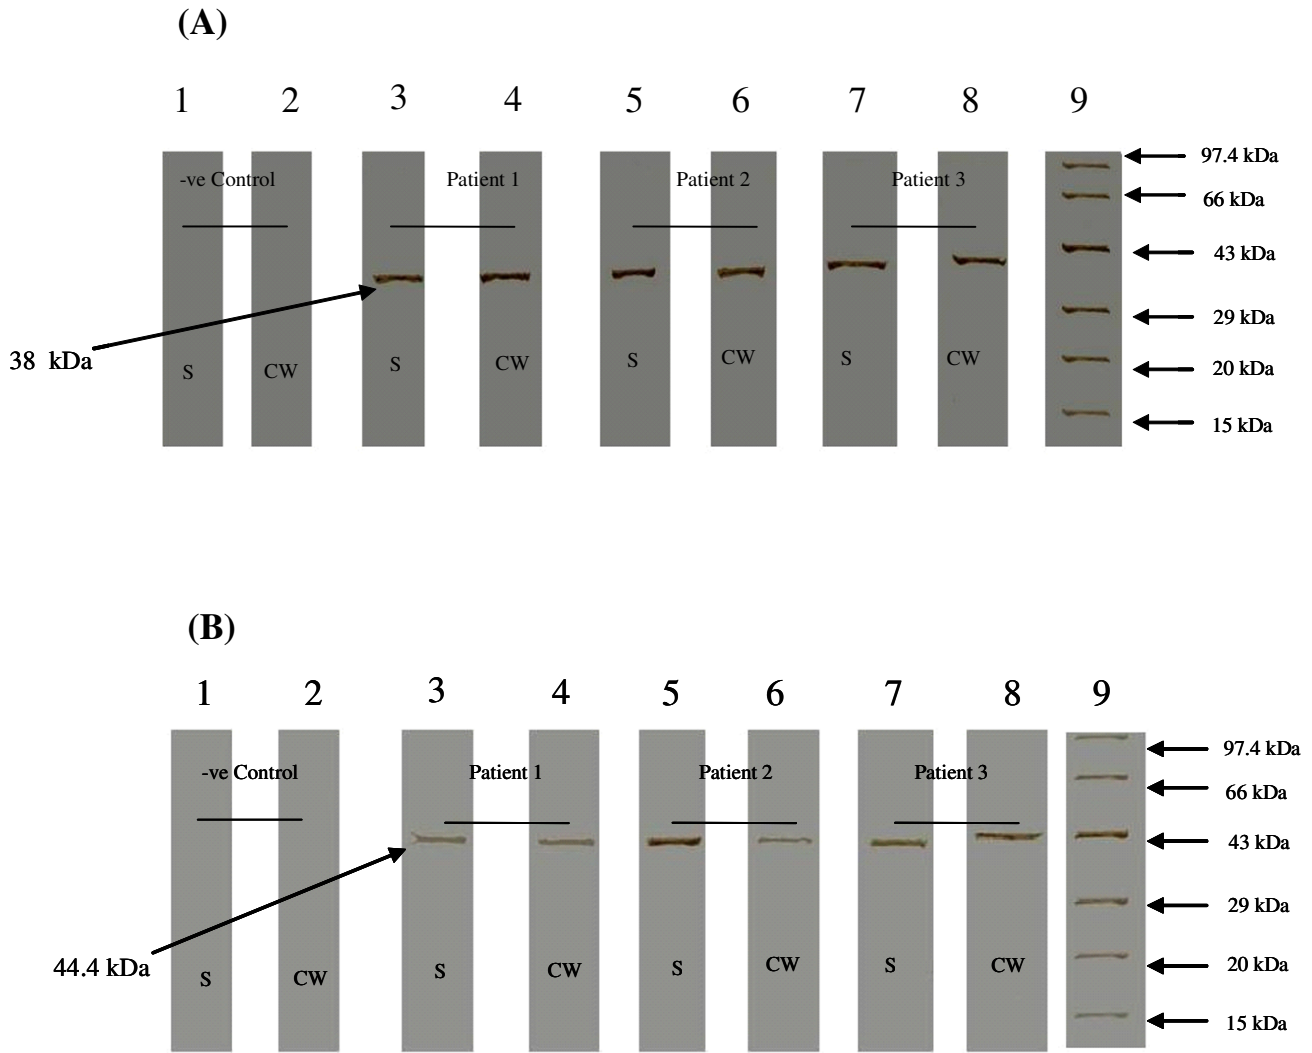 (A)
1 2 3 4 5 6 7 8 9
97.4 kDa
-ve Control Patient 1 Patient 2 Patient 3
66 kDa
43 kDa
29 kDa
38 kDa
S CW S CW S CW S CW
20 kDa
15 kDa
(B)
1 2 3 4 5 6 7 8 9
97.4 kDa
-ve Control Patient 1 Patient 2 Patient 3
66 kDa
43 kDa
29 kDa
44.4 kDa
S CW S CW S CW S CW
20 kDa
15 kDa